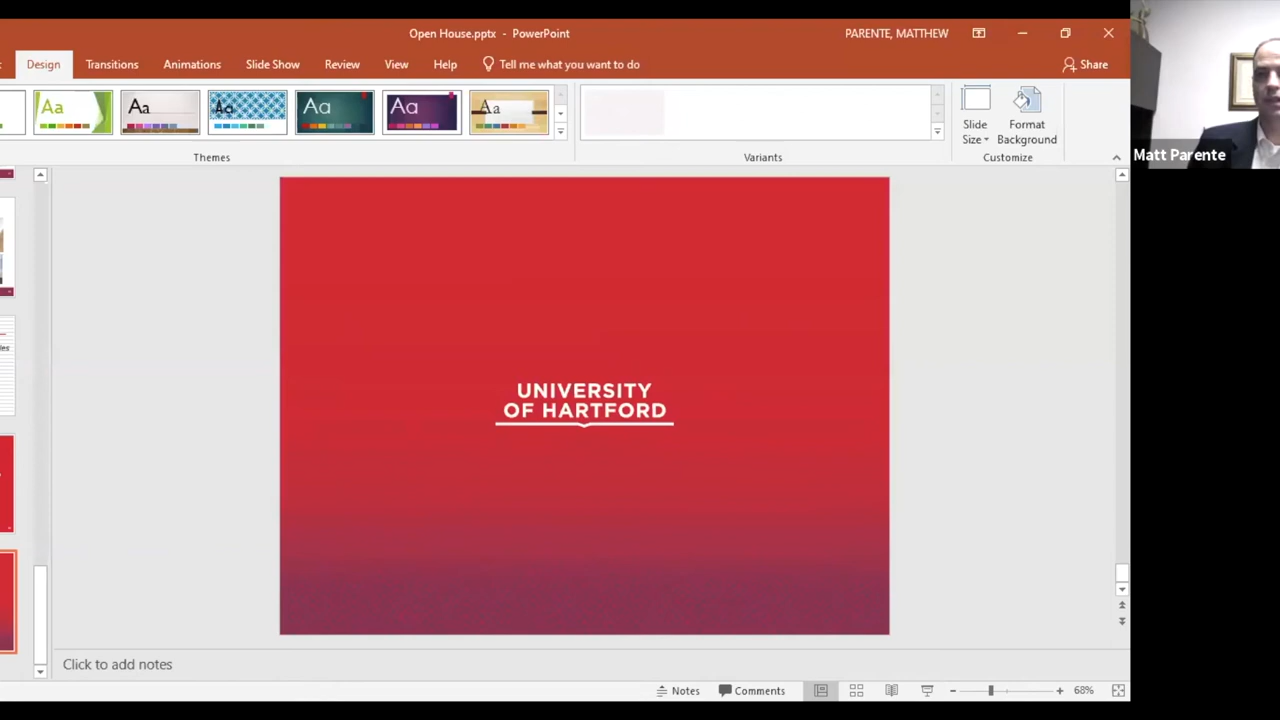 Open House.pptx - PowerPoint
PARENTE, MATTHEW
Design
Transitions
Animations
Slide Show
Review
View
Help
Tell me what you want to do
Share
Aa
Aa
Aa
Aa
Aa
Aa
Slide Size
Format Background
Themes
Variants
Customize
Matt Parente
UNIVERSITY
OF HARTFORD
Click to add notes
Notes
Comments
68%